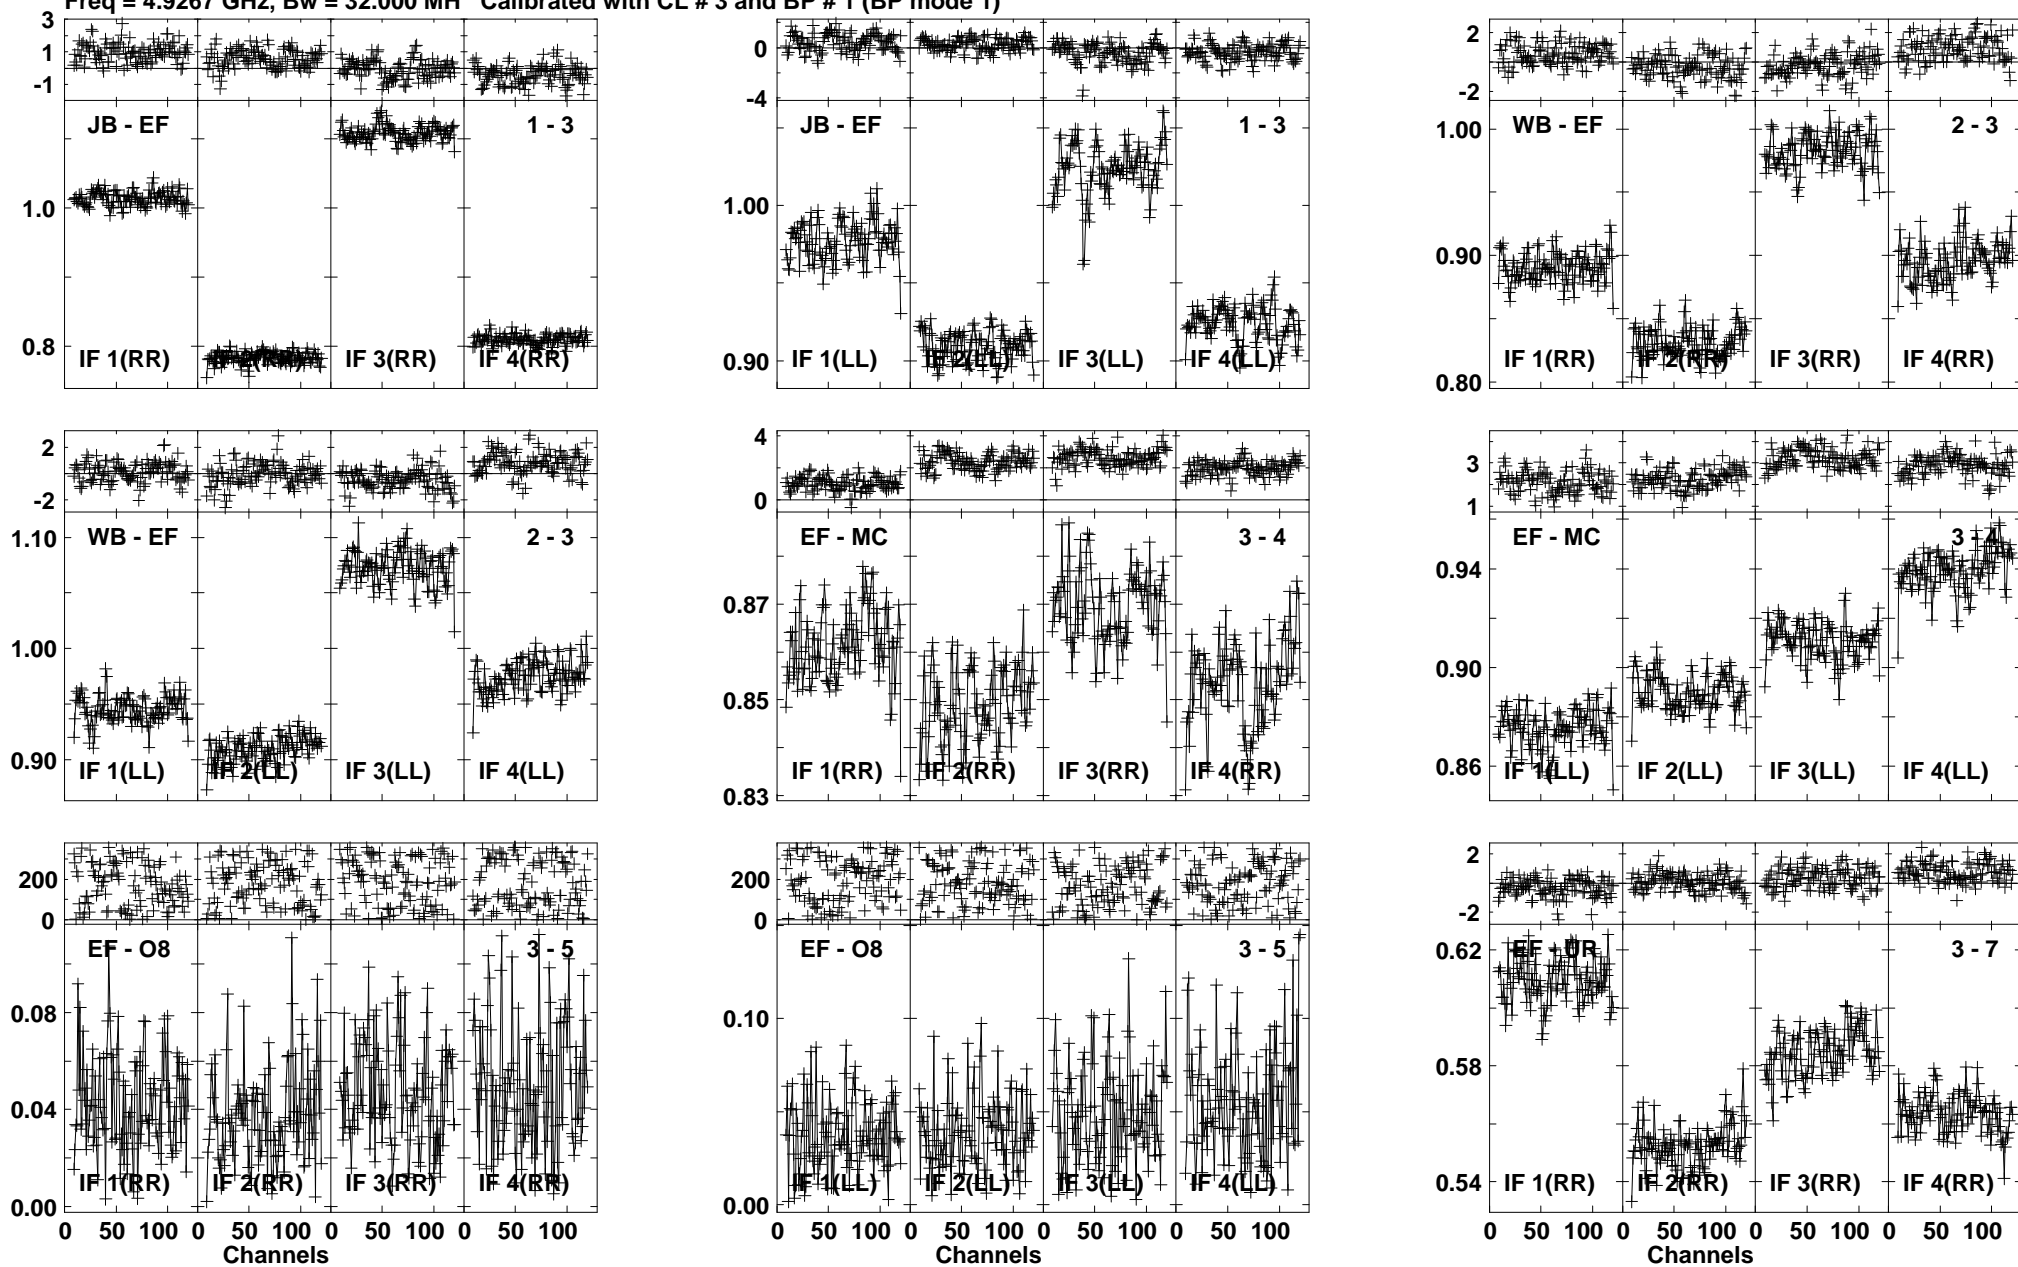 Freq = 4.9267 GHz, Bw = 32.000 MH Calibrated with CL # 3 and BP # 1 (BP mode 1)
3
1
-1
JB - EF
1 - 3
1.0
0.8
IF 1(RR)
IF 2(RR)
IF 3(RR)
IF 4(RR)
0
-4
JB - EF
1 - 3
1.00
0.90
IF 1(LL)
IF 2(LL)
IF 3(LL)
IF 4(LL)
2
-2
WB - EF
2 - 3
1.00
0.90
0.80
IF 1(RR)
IF 2(RR)
IF 3(RR)
IF 4(RR)
2
-2
WB - EF
2 - 3
1.10
1.00
0.90
IF 1(LL)
IF 2(LL)
IF 3(LL)
IF 4(LL)
4
0
EF - MC
3 - 4
0.87
0.85
0.83
IF 1(RR)
IF 2(RR)
IF 3(RR)
IF 4(RR)
3
1
EF - MC
3 - 4
0.94
0.90
0.86
IF 1(LL)
IF 2(LL)
IF 3(LL)
IF 4(LL)
200
0
EF - O8
3 - 5
0.08
0.04
0.00
IF 1(RR)
IF 2(RR)
IF 3(RR)
IF 4(RR)
0 50 100 0 50 100 0 50 100 0 50 100
Channels
200
0
EF - O8
3 - 5
0.10
0.00
IF 1(LL)
IF 2(LL)
IF 3(LL)
IF 4(LL)
0 50 100 0 50 100 0 50 100 0 50 100
Channels
2
-2
EF - UR
3 - 7
0.62
0.58
0.54
IF 1(RR)
IF 2(RR)
IF 3(RR)
IF 4(RR)
0 50 100 0 50 100 0 50 100 0 50 100
Channels